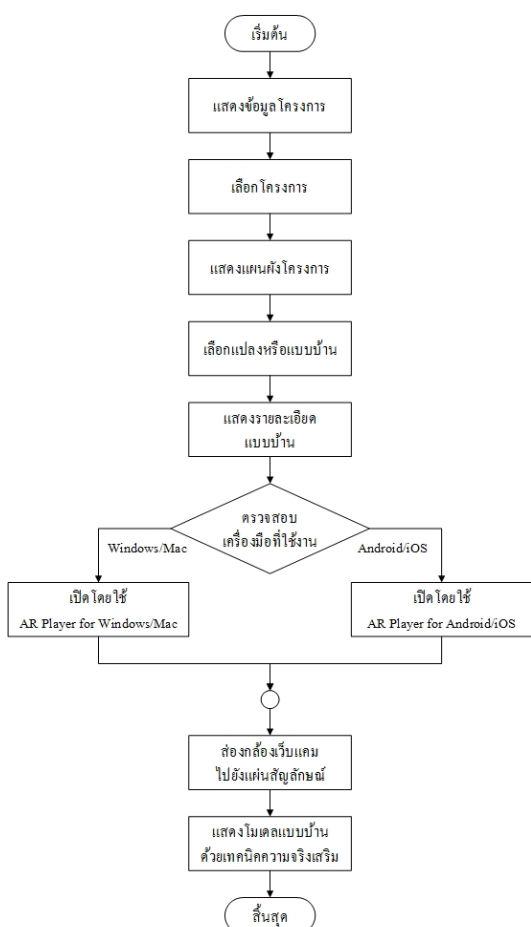 เริ่มต้น
แสดงข้อมูลโครงการ
เลือกโครงการ
แสดงแผนผังโครงการ
เลือกแปลงหรือแบบบ้าน
แสดงรายละเอียด
แบบบ้าน
ตรวจสอบ
เครื่องมือที่ใช้งาน
Windows/Mac
Android/iOS
เปิดโดยใช้
AR Player for Windows/Mac
เปิดโดยใช้
AR Player for Android/iOS
ส่องกล้องเว็บแคม
ไปยังแผ่นสัญลักษณ์
แสดงโมเดลแบบบ้าน
ด้วยเทคนิคความจริงเสริม
สิ้นสุด